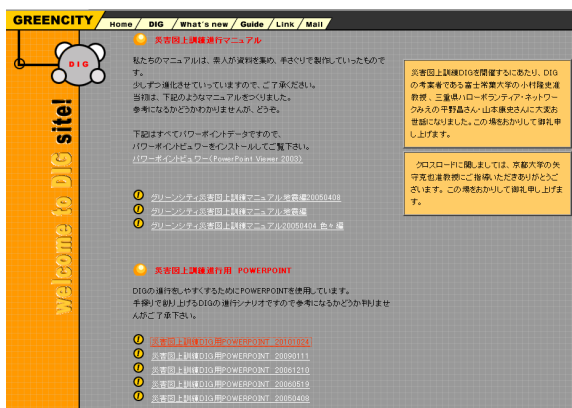 GREENCITY
Home / DIG / What's new / Guide / Link / Mail
DIG
welcome to DIG site!
災害図上訓練進行マニュアル
私たちのマニュアルは、素人が資料を集め、手さぐりで製作していったもので
す。
少しずつ進化させていっていますので、ご了承ください。
当初は、下記のようなマニュアルをつくりました。
参考になるかどうかわかりませんが、どうぞ。
下記はすべてパワーポイントデータですので、
パワーポイントビュワーをインストールしてご覧下さい。
パワーポイントビュワー(PowerPoint Viewer 2003)
グリーンシティ災害図上訓練マニュアル地震編20050408
グリーンシティ災害図上訓練マニュアル地震編
グリーンシティ災害図上訓練マニュアル20050404 色々編
災害図上訓練進行用 POWERPOINT
DIGの進行をしやすくするためにPOWERPOINTを使用しています。
手探りで創り上げるDIGの進行シナリオですので参考になるかどうか判りませ
んがご了承下さい。
災害図上訓練DIG用POWERPOINT 20101024
災害図上訓練DIG用POWERPOINT 20090111
災害図上訓練DIG用POWERPOINT 20061210
災害図上訓練DIG用POWERPOINT 20060519
災害図上訓練DIG用POWERPOINT 20050408
災害図上訓練DIGを開催するにあたり、DIG
の考案者である富士常葉大学の小村隆史准
教授、三重県ハローボランティア・ネットワー
クみえの平野昌さん・山本康史さんに大変お
世話になりました。この場をおかりして御礼申
し上げます。
クロスロードに関しましては、京都大学の矢
守克也准教授にご指導いただきありがとうご
ざいます。この場をおかりして御礼申し上げま
す。